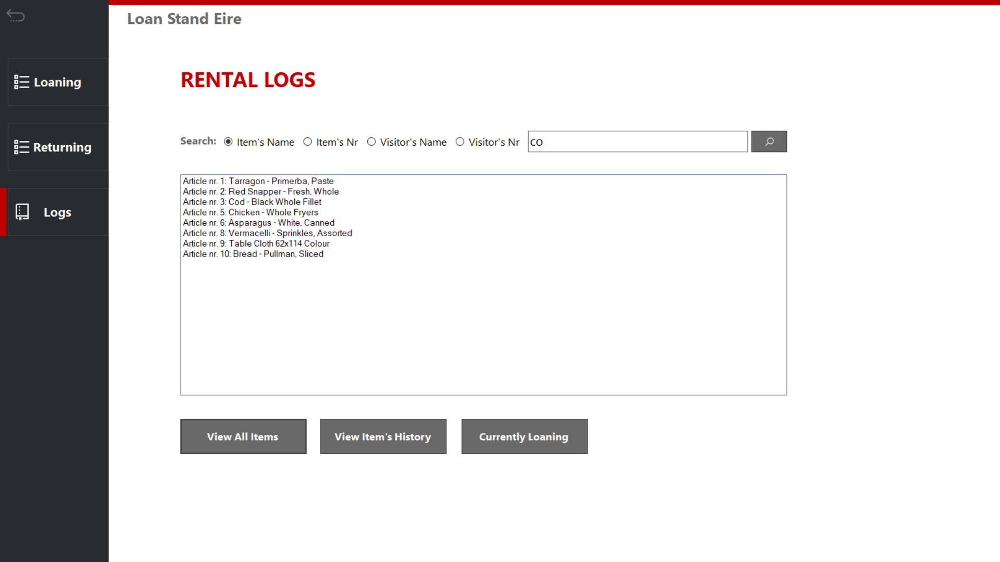 Loan Stand Eire
Loaning
Returning
Logs
RENTAL LOGS
Search: Item's Name Item's Nr Visitor's Name Visitor's Nr co
Article nr. 1: Tarragon - Primerba, Paste
Article nr. 2: Red Snapper - Fresh, Whole
Article nr. 3: Cod - Black Whole Fillet
Article nr. 5: Chicken - Whole Fryers
Article nr. 6: Asparagus - White, Canned
Article nr. 8: Vermacelli - Sprinkles, Assorted
Article nr. 9: Table Cloth 62x114 Colour
Article nr. 10: Bread - Pullman, Sliced
View All Items View Item's History Currently Loaning